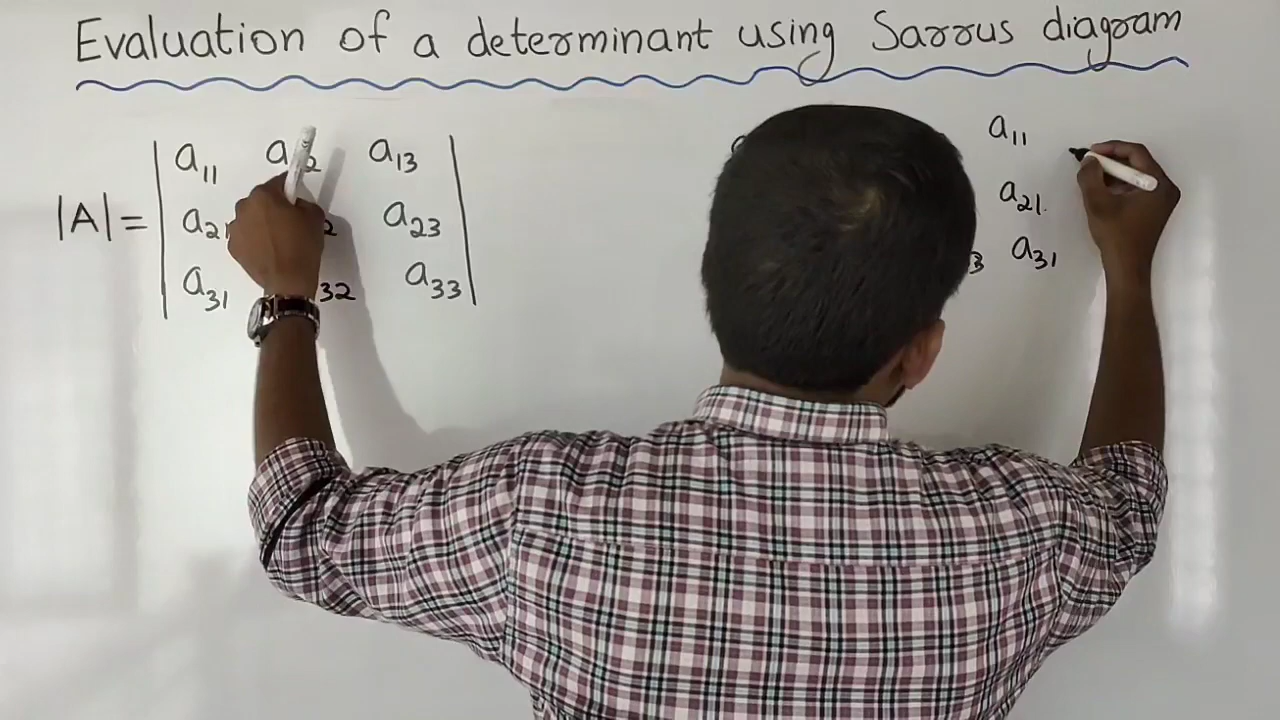 Evaluation of a determinant using Sarrus diagram
a11 a13 a11
|A|= a23 a21
a31 a33 a31